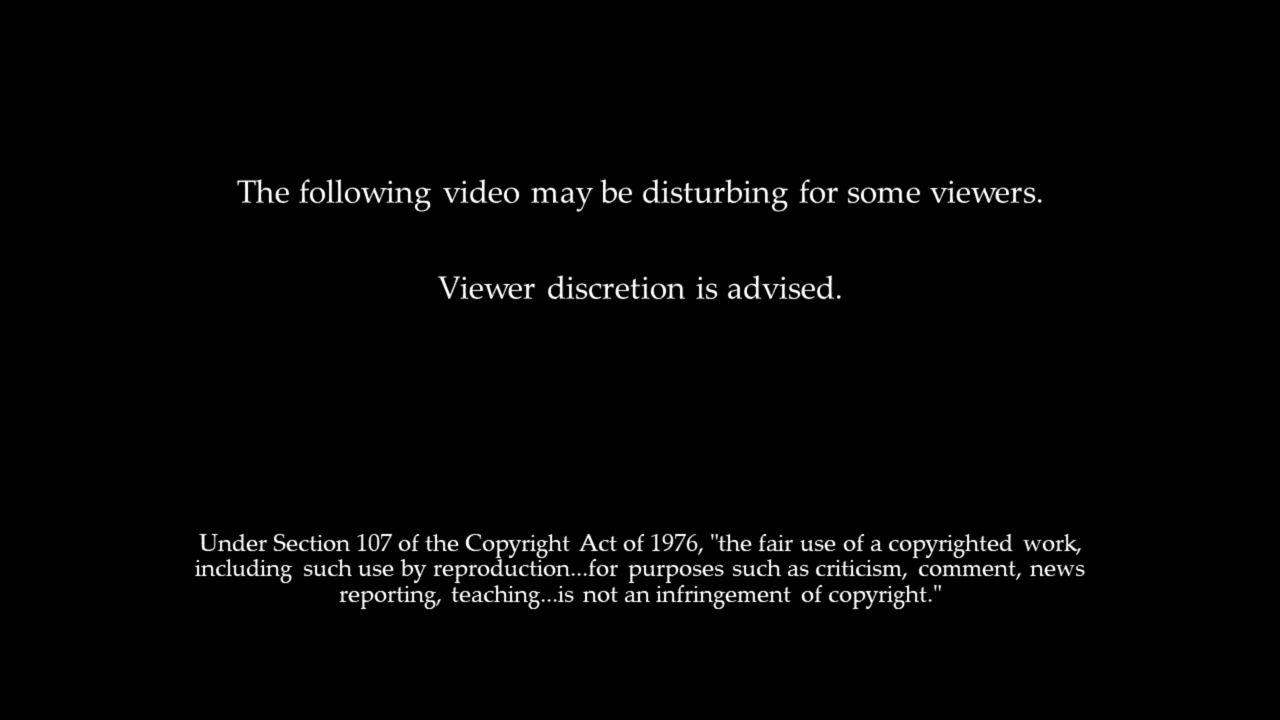 The following video may be disturbing for some viewers.
Viewer discretion is advised.
Under Section 107 of the Copyright Act of 1976, "the fair use of a copyrighted work,
including such use by reproduction...for purposes such as criticism, comment, news
reporting, teaching...is not an infringement of copyright."